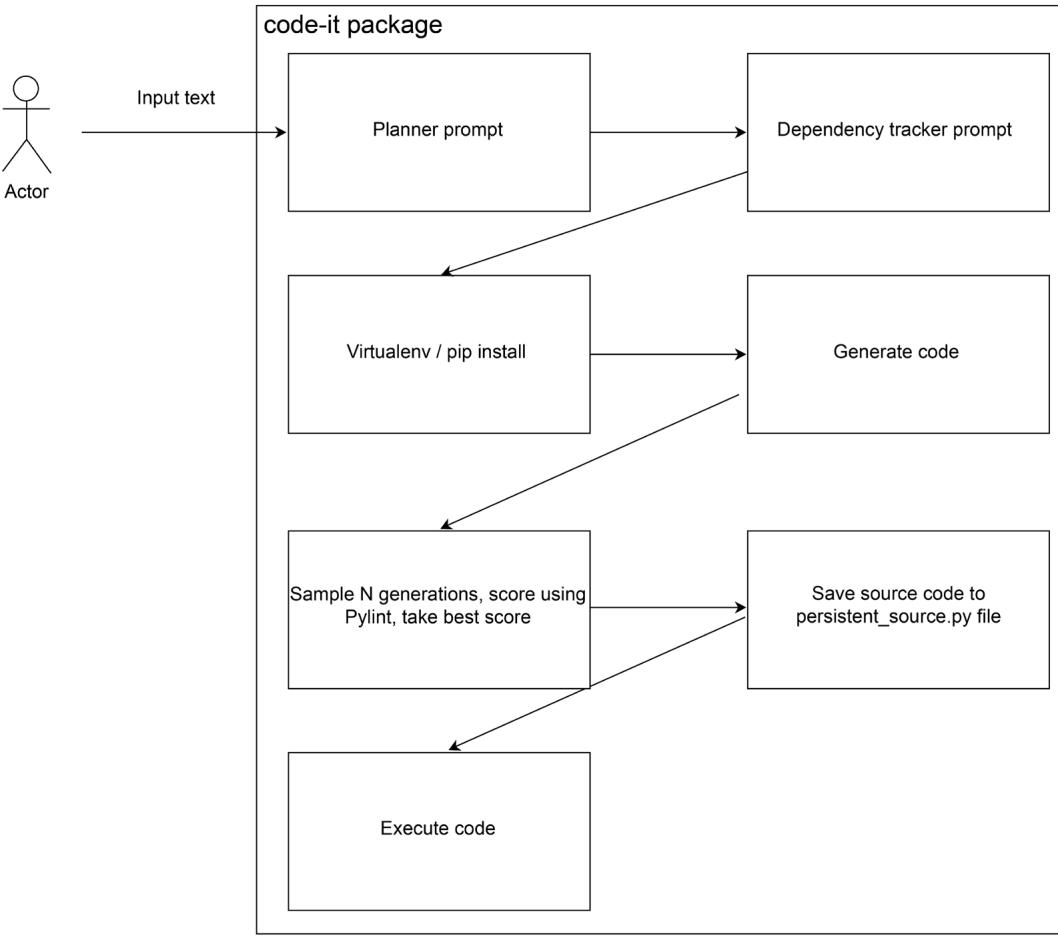 code-it package
Input text
Actor
Planner prompt
Dependency tracker prompt
Virtualenv / pip install
Generate code
Sample N generations, score using
Pylint, take best score
Save source code to
persistent_source.py file
Execute code